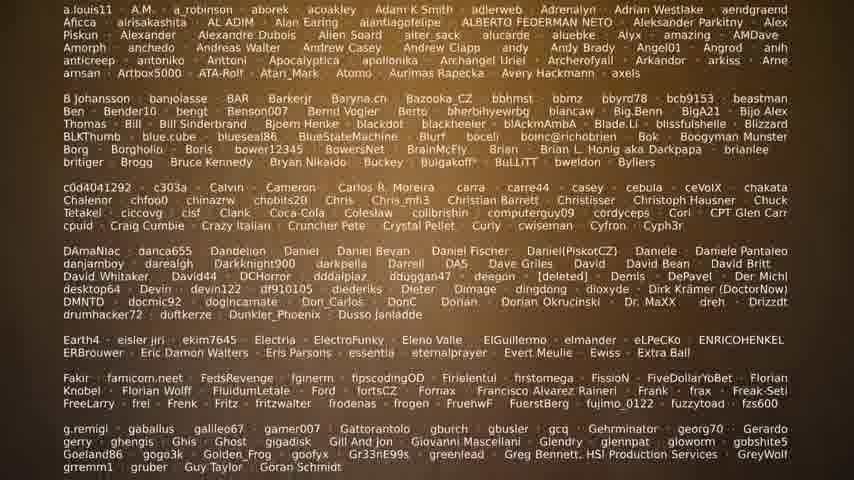 a.louis11 · A.M. · a_robinson · aborek · acoakley · Adam K Smith · adlerweb · Adrenalyn · Adrian Westlake · aendgraend
Aficca · alrisakashita · AL ADIM · Alan Earing · alantiagofelipe · ALBERTO FEDERMAN NETO · Aleksander Parkitny · Alex
Piskun · Alexander · Alexandre Dubois · Alien Soard · alter_sack · alucarde · aluebke · Alyx · amazing · AMDave
Amorph · anchedo · Andreas Walter · Andrew Casey · Andrew Clapp · andy · Andy Brady · Angel01 · Angrod · anih
anticreep · antoniko · Anttoni · Apocalyptica · apollonika · Archangel Uriel · Archerofyall · Arkandor · arkiss · Arne
arnsan · Artbox5000 · ATA-Rolf · Atari_Mark · Atomo · Aurimas Rapecka · Avery Hackmann · axels
B Johansson · banjolasse · BAR · Barkerjr · Baryna.cn · Bazooka_CZ · bbhmst · bbmz · bbyrd78 · bcb9153 · beastman
Ben · Bender10 · bengt · Benson007 · Bernd Vogler · Berto · bherbihyewrbg · biancaw · Big.Benn · BigA21 · Bijo Alex
Thomas · Bill · Bill Sinderbrand · Bjoern Henke · blackdot · blackheeler · blAckmAmbA · Blade.Li · blissfulshelle · Blizzard
BLKThumb · blue.cube · blueseal86 · BlueStateMachine · Blurf · boceli · bomc@richobrien · Bok · Boogyman Munster
Borg · Borgholio · Boris · bower12345 · BowersNet · BrainMcFly · Brian · Brian L. Honig aka Darkpapa · brianlee
britiger · Brogg · Bruce Kennedy · Bryan Nikaido · Buckey · Bulgakoff · BuLLiTT · bweldon · Byllers
c0d4041292 · c303a · Calvin · Cameron · Carlos R. Moreira · carra · carre44 · casey · cebula · ceVoIX · chakata
Chalenor · chfoo0 · chinazrw · chobits20 · Chris · Chris_mfi3 · Christian Barrett · Christisser · Christoph Hausner · Chuck
Tetakel · ciccovg · cisf · Clank · Coca-Cola · Coleslaw · colibrishin · computerguy09 · cordyceps · Cori · CPT Glen Carr
cpuid · Craig Cumbie · Crazy Italian · Cruncher Pete · Crystal Pellet · Curly · cwiseman · Cyfron · Cyph3r
DAmaNIac · danca655 · Dandelion · Daniel · Daniel Bevan · Daniel Fischer · Daniel(PiskotCZ) · Daniele · Daniele Pantaleo
danjarnboy · darealgh · Darkknight900 · darkpella · Darrell · DAS · Dave Grilles · David · David Bean · David Britt
David Whitaker · David44 · DCHorror · dddalpiaz · dduggan47 · deegon · [deleted] · Demis · DePavel · Der Michl
desktop64 · Devin · devin122 · df910105 · diederiks · Dieter · Dimage · dingdong · dioxyde · Dirk Krämer (DoctorNow)
DMNTD · docmic92 · dogincarnate · Don_Carlos · DonC · Dorian · Dorian Okrucinski · Dr. MaXX · dreh · Drizzdt
drumhacker72 · duftkerze · Dunkler_Phoenix · Dusso Janladde
Earth4 · eisler jiri · ekim7645 · Electria · ElectroFunky · Eleno Valle · ElGuillermo · elmander · eLPeCKo · ENRICOHENKEL
ERBrouwer · Eric Damon Walters · Eris Parsons · essentia · eternalprayer · Evert Meulie · Ewiss · Extra Ball
Fakir · famicom.neet · FedsRevenge · fginerm · fipscodingOD · Firielentul · firstomega · FissioN · FiveDollarYoBet · Florian
Knobel · Florian Wolff · FluidumLetale · Ford · fortsCZ · Fornax · Francisco Alvarez Raineri · Frank · frax · Freak-Seti
FreeLarry · frei · Frenk · Fritz · fritzwalter · frodenas · frogen · FruehwF · FuerstBerg · fujimo_0122 · fuzzytoad · fzs600
g.remigi · gaballus · galileo67 · gamer007 · Gattorantolo · gburch · gbusler · gcq · Gehrminator · georg70 · Gerardo
gerry · ghengis · Ghis · Ghost · gigadisk · Gill And Jon · Giovanni Mascellani · Glendry · glennpat · gloworm · gobshite5
Goeland86 · gogo3k · Golden_Frog · goofyx · Gr33nE99s · greenlead · Greg Bennett, HSI Production Services · GreyWolf
grremm1 · gruber · Guy Taylor · Göran Schmidt